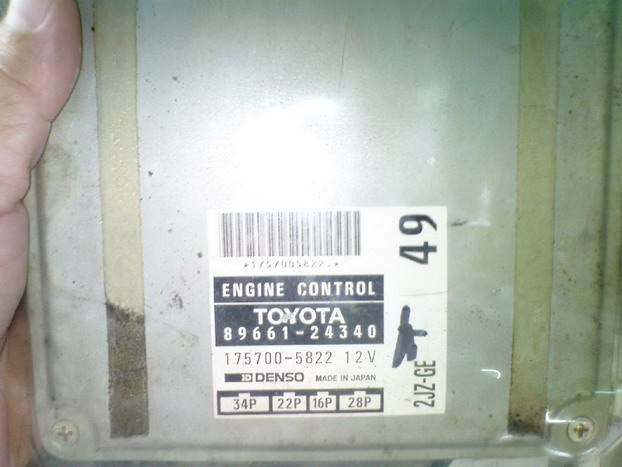 *1757005822.*
ENGINE CONTROL
TOYOTA
89661-24340
175700-5822 12V
DENSO MADE IN JAPAN
34P 22P 16P 28P
49
2JZ-GE